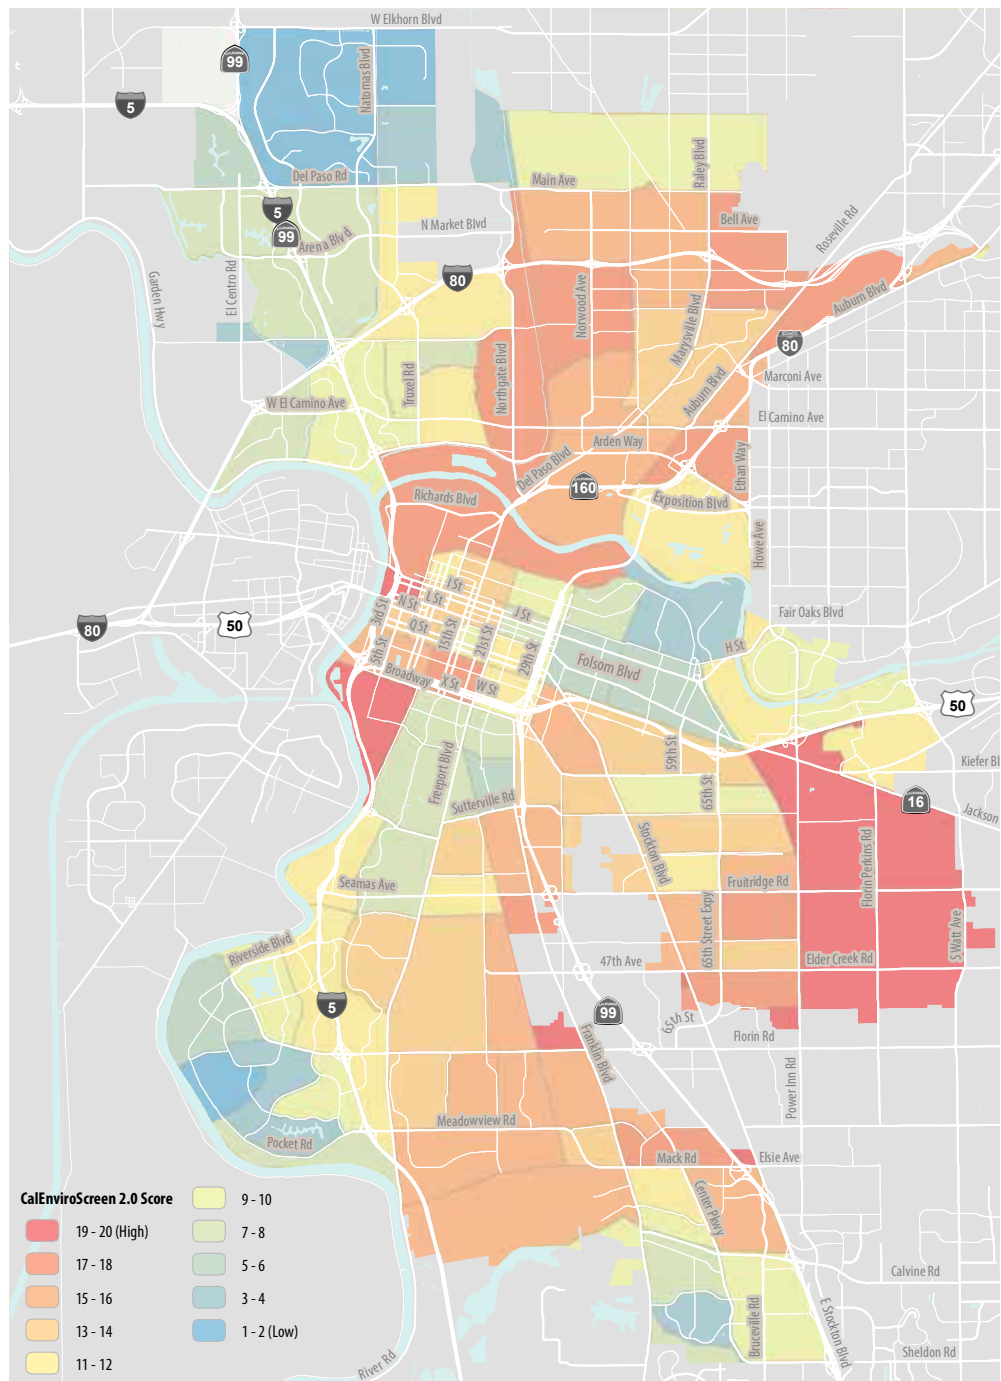 W Elkhorn Blvd
99
Natomas Blvd
5
Del Paso Rd
Main Ave
Raley Blvd
5
99
Arena Blvd
N Market Blvd
Bell Ave
Roseville Rd
El Centro Rd
Garden Hwy
80
Norwood Ave
Marysville Blvd
Auburn Blvd
80
Northgate Blvd
Truxel Rd
Auburn Blvd
Marconi Ave
W El Camino Ave
El Camino Ave
Arden Way
Del Paso Blvd
Ethan Way
160
Richards Blvd
Exposition Blvd
Howe Ave
I St
L St
N St
J St
3rd St
Q St
15th St
21st St
29th St
5th St
Fair Oaks Blvd
80
50
H St
Folsom Blvd
Broadway
X St
W St
50
Freeport Blvd
59th St
Kiefer Bl
65th St
Sutterville Rd
16
Jackson
Stockton Blvd
Florin Perkins Rd
Seamas Ave
Fruitridge Rd
65th Street Expy
S Watt Ave
Riverside Blvd
47th Ave
Elder Creek Rd
5
99
65th St
Florin Rd
Franklin Blvd
Power Inn Rd
Meadowview Rd
Pocket Rd
Mack Rd
Elsie Ave
Center Pkwy
Calvine Rd
Bruceville Rd
E Stockton Blvd
Sheldon Rd
River Rd
CalEnviroScreen 2.0 Score
19 - 20 (High)
17 - 18
15 - 16
13 - 14
11 - 12
9 - 10
7 - 8
5 - 6
3 - 4
1 - 2 (Low)